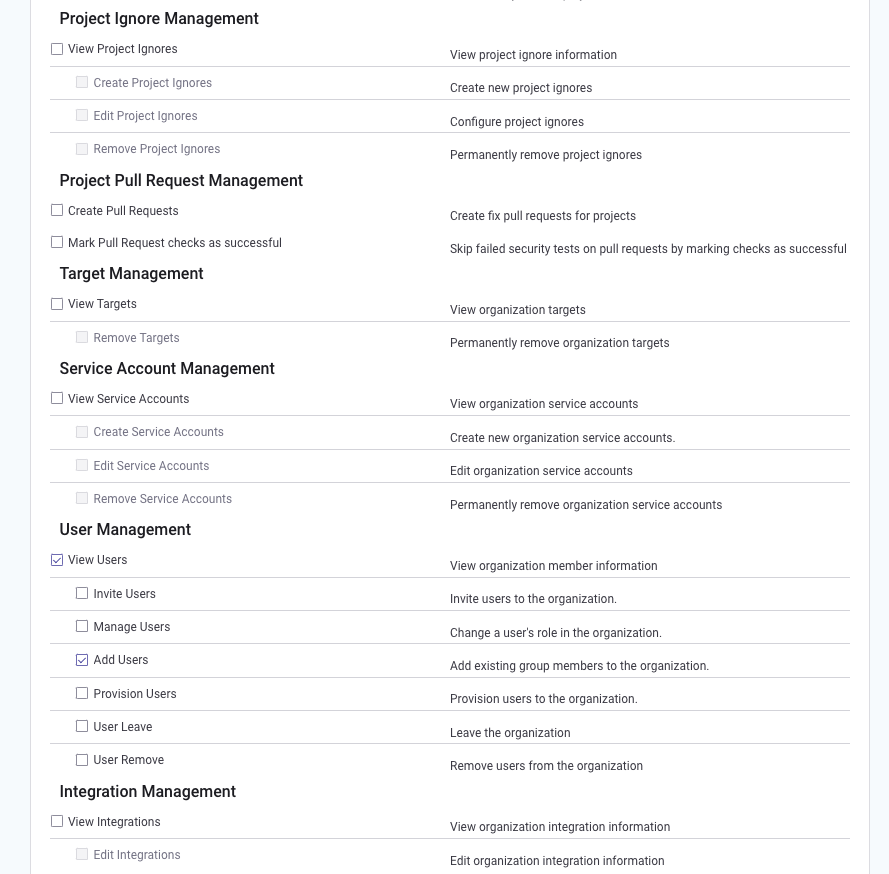 Project Ignore Management
View Project Ignores
View project ignore information
Create Project Ignores
Create new project ignores
Edit Project Ignores
Configure project ignores
Remove Project Ignores
Permanently remove project ignores
Project Pull Request Management
Create Pull Requests
Create fix pull requests for projects
Mark Pull Request checks as successful
Skip failed security tests on pull requests by marking checks as successful
Target Management
View Targets
View organization targets
Remove Targets
Permanently remove organization targets
Service Account Management
View Service Accounts
View organization service accounts
Create Service Accounts
Create new organization service accounts.
Edit Service Accounts
Edit organization service accounts
Remove Service Accounts
Permanently remove organization service accounts
User Management
View Users
View organization member information
Invite Users
Invite users to the organization.
Manage Users
Change a user's role in the organization.
Add Users
Add existing group members to the organization.
Provision Users
Provision users to the organization.
User Leave
Leave the organization
User Remove
Remove users from the organization
Integration Management
View Integrations
View organization integration information
Edit Integrations
Edit organization integration information